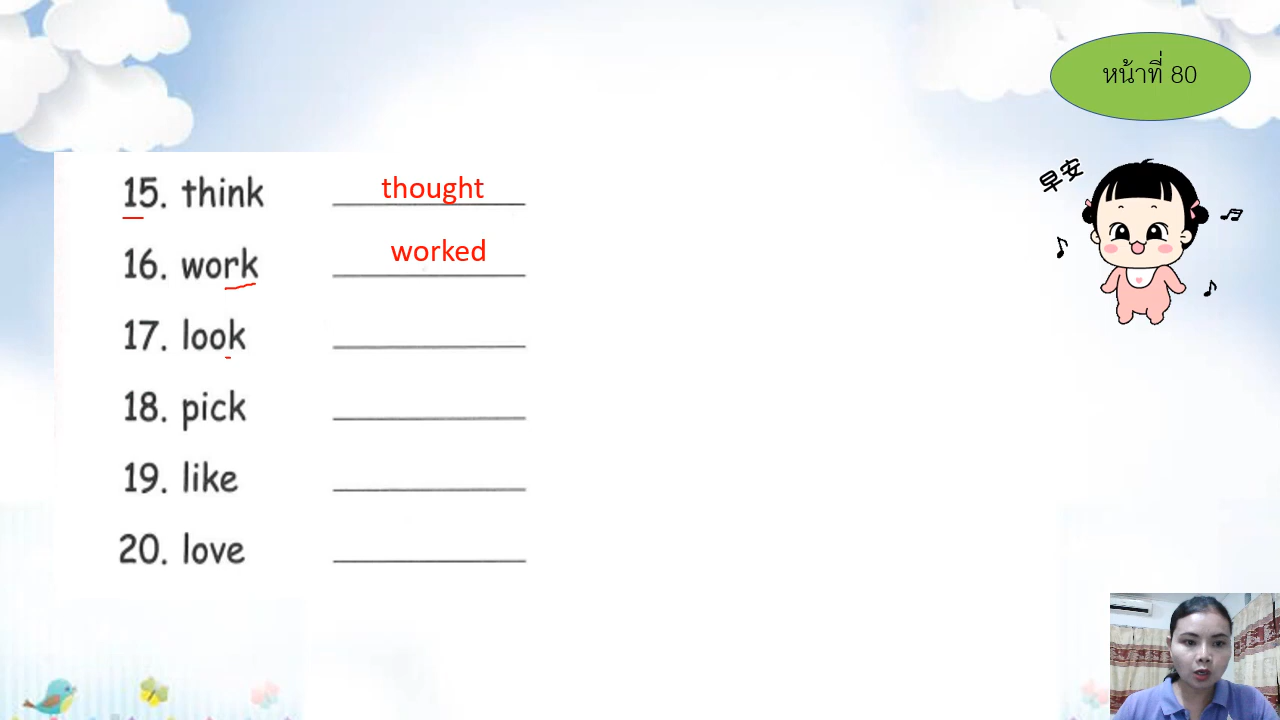 หน้าที่ 80
早安
15. think thought
16. work worked
17. look
18. pick
19. like
20. love